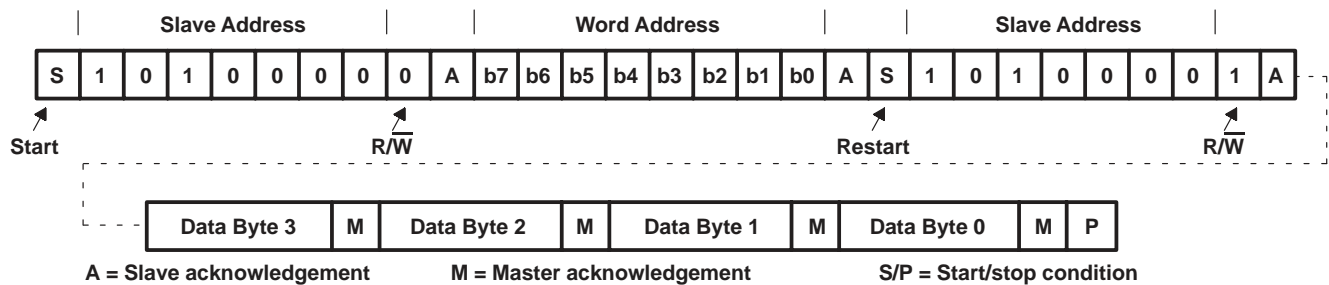 Slave Address Word Address Slave Address
S 1 0 1 0 0 0 0 0 A b7 b6 b5 b4 b3 b2 b1 b0 A S 1 0 1 0 0 0 0 1 A
Start R/W̅ Restart R/W̅
Data Byte 3 M Data Byte 2 M Data Byte 1 M Data Byte 0 M P
A = Slave acknowledgement M = Master acknowledgement S/P = Start/stop condition